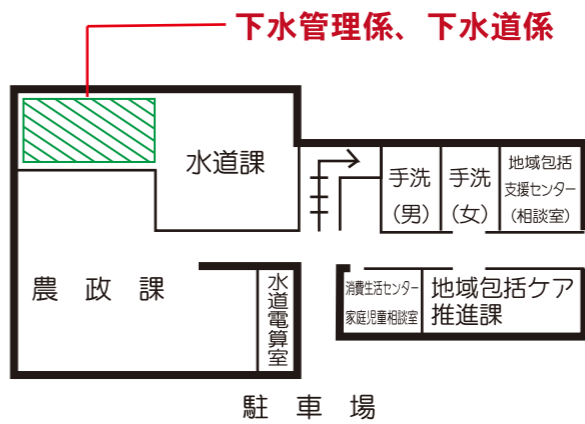 下水管理係、下水道係
水道課
手洗
(男)
手洗
(女)
地域包括
支援センター
(相談室)
農政課
水道電算室
消費生活センター
家庭児童相談室
地域包括ケア
推進課
駐車場